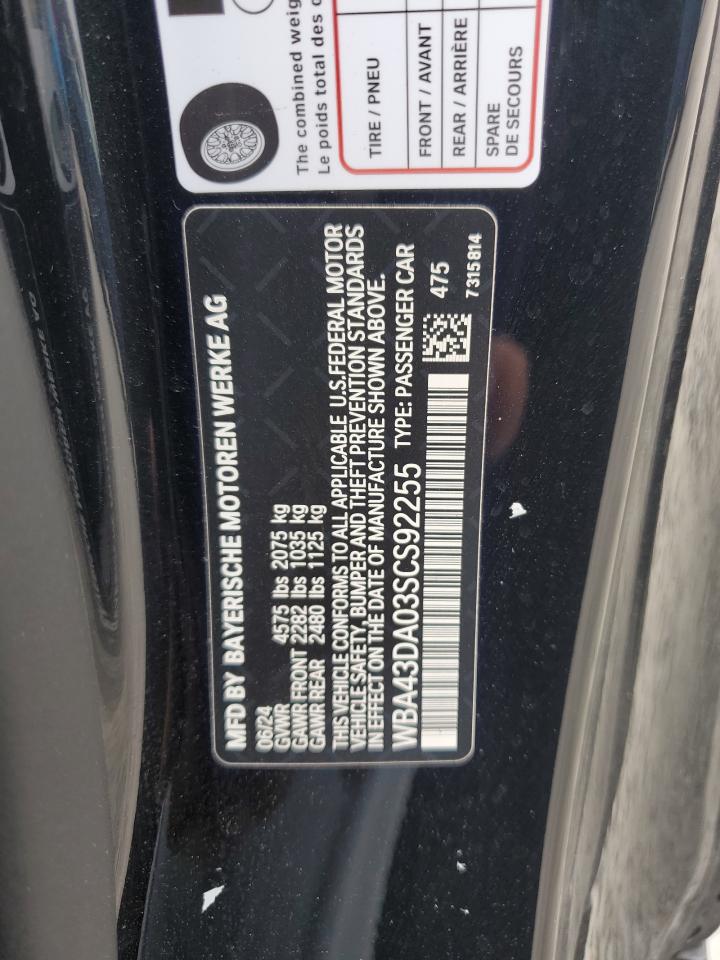 The combined weig
Le poids total des o
TIRE / PNEU
FRONT / AVANT
REAR / ARRIÈRE
SPARE
DE SECOURS
MFD BY BAYERISCHE MOTOREN WERKE AG
06/24
GVWR 4575 lbs 2075 kg
GAWR FRONT 2282 lbs 1035 kg
GAWR REAR 2480 lbs 1125 kg
THIS VEHICLE CONFORMS TO ALL APPLICABLE U.S. FEDERAL MOTOR
VEHICLE SAFETY, BUMPER AND THEFT PREVENTION STANDARDS
IN EFFECT ON THE DATE OF MANUFACTURE SHOWN ABOVE.
WBA43DA03SCS92255 TYPE: PASSENGER CAR
475
7315814